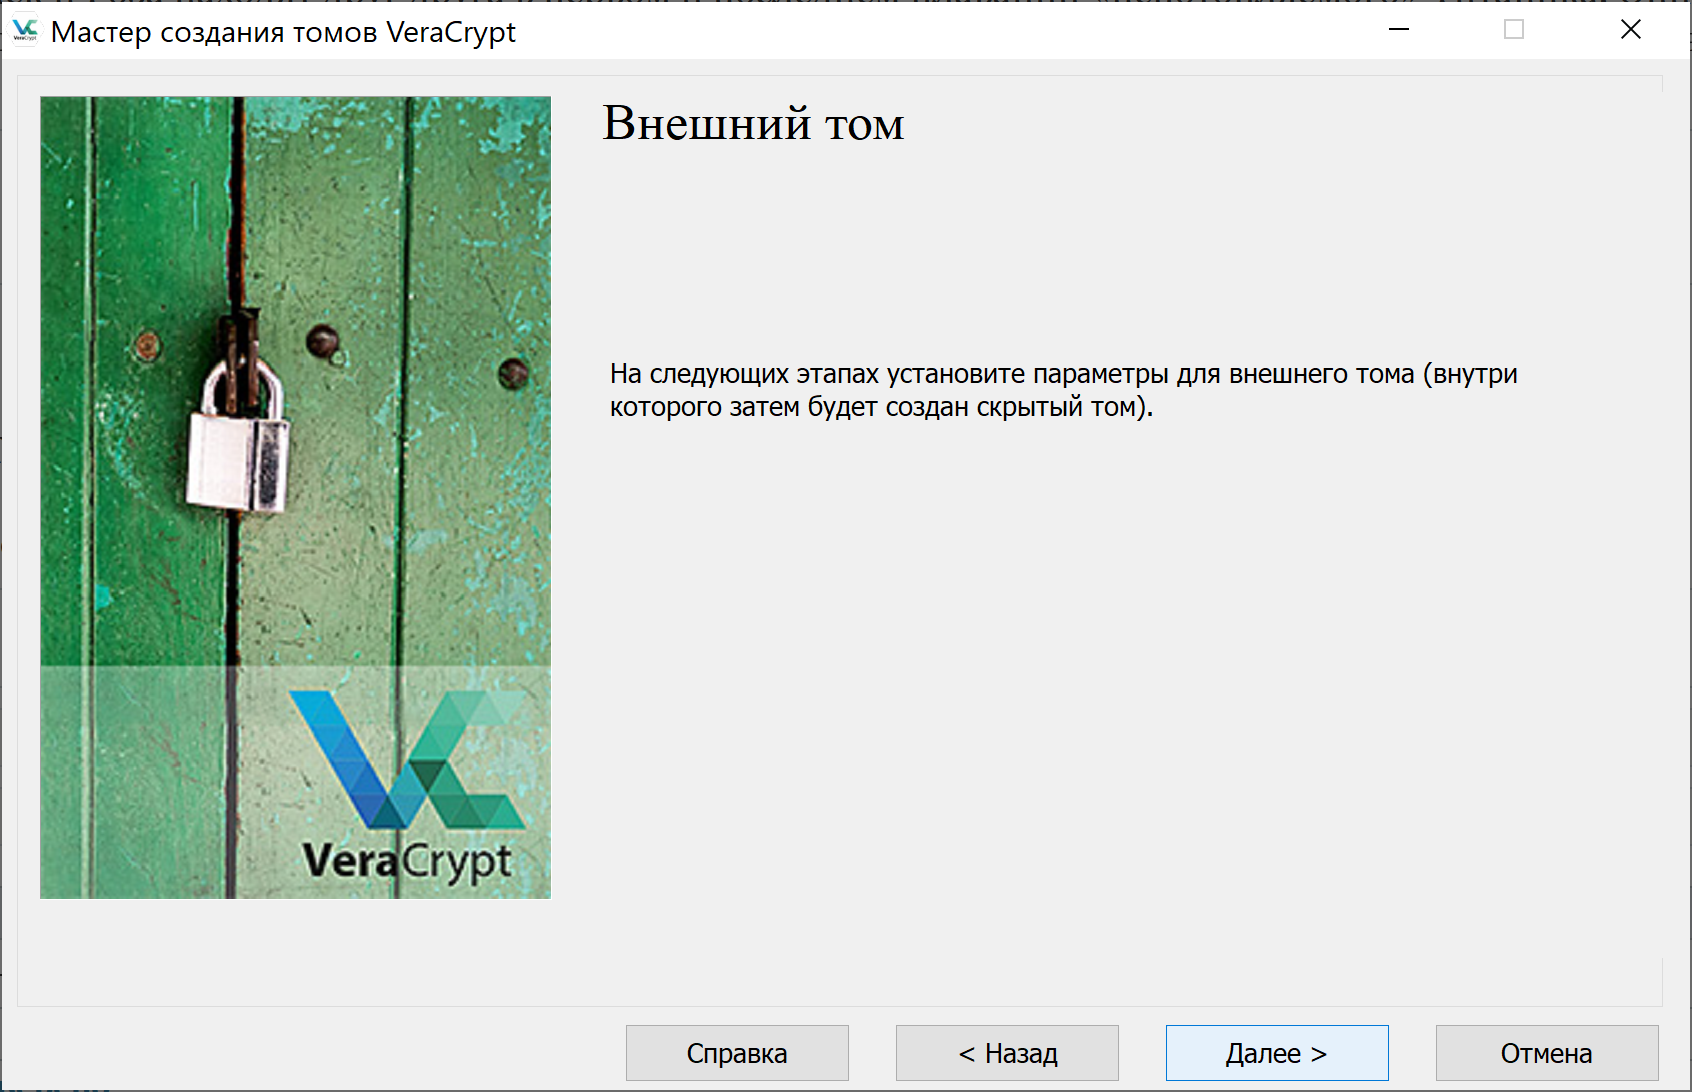 Мастер создания томов VeraCrypt
Внешний том
На следующих этапах установите параметры для внешнего тома (внутри
которого затем будет создан скрытый том).
VeraCrypt
Справка
< Назад
Далее >
Отмена